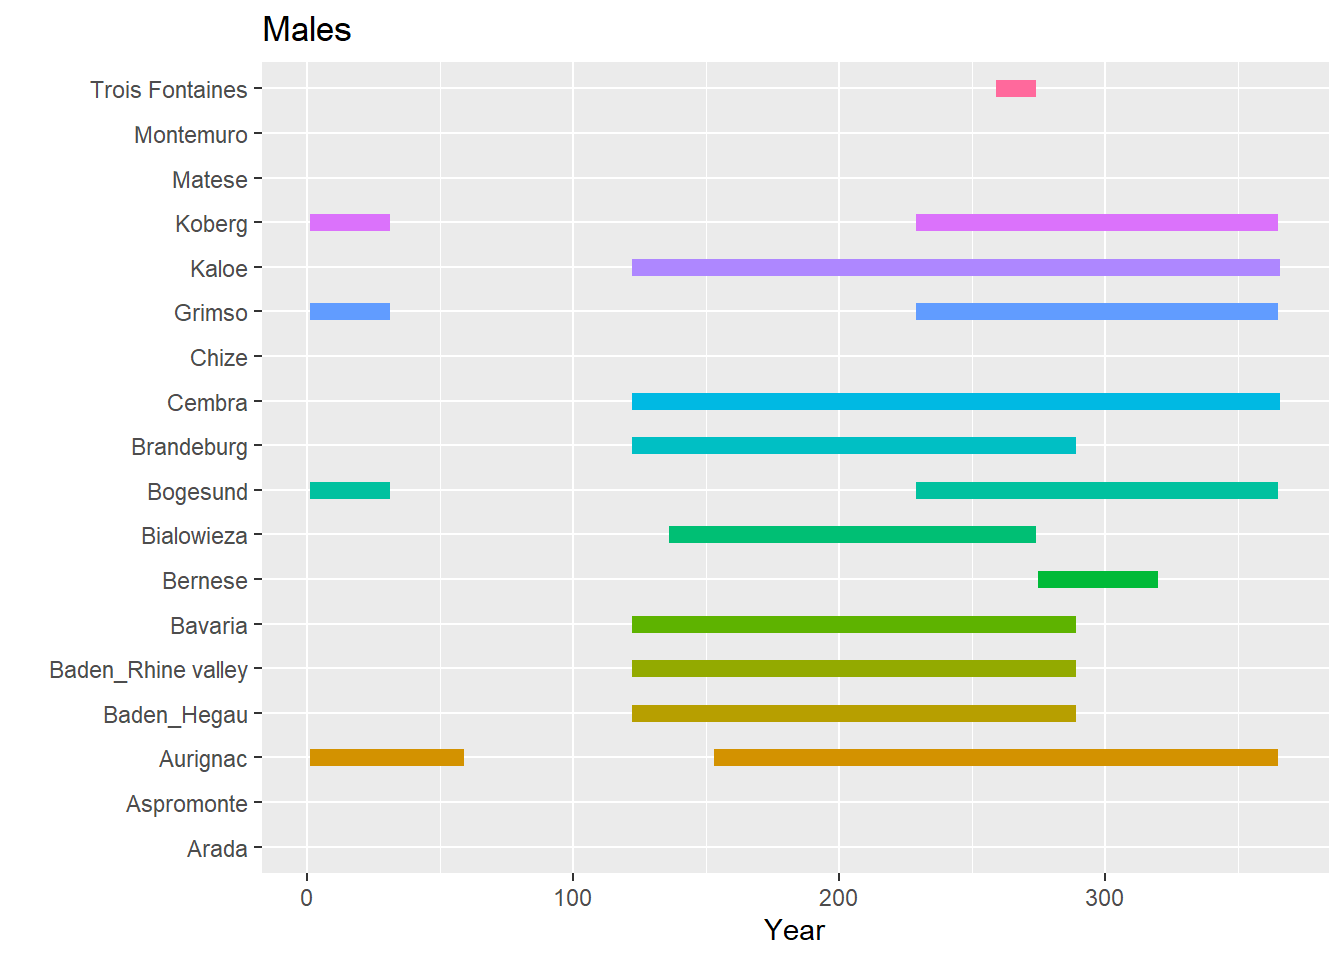 Males
Trois Fontaines
Montemuro
Matese
Koberg
Kaloe
Grimso
Chize
Cembra
Brandeburg
Bogesund
Bialowieza
Bernese
Bavaria
Baden_Rhine valley
Baden_Hegau
Aurignac
Aspromonte
Arada
0 100 200 300
Year